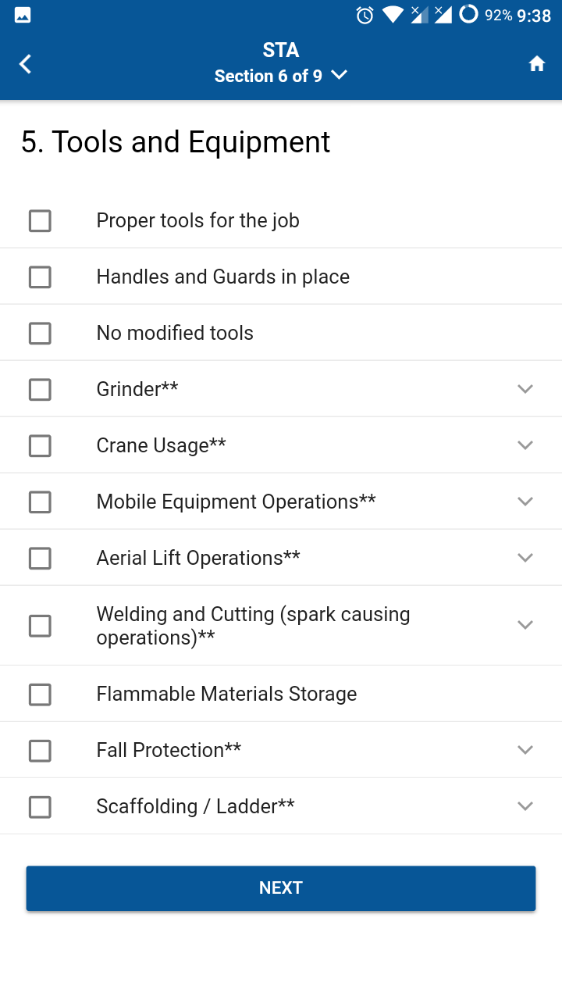 92% 9:38
STA
Section 6 of 9
5. Tools and Equipment
Proper tools for the job
Handles and Guards in place
No modified tools
Grinder**
Crane Usage**
Mobile Equipment Operations**
Aerial Lift Operations**
Welding and Cutting (spark causing
operations)**
Flammable Materials Storage
Fall Protection**
Scaffolding / Ladder**
NEXT